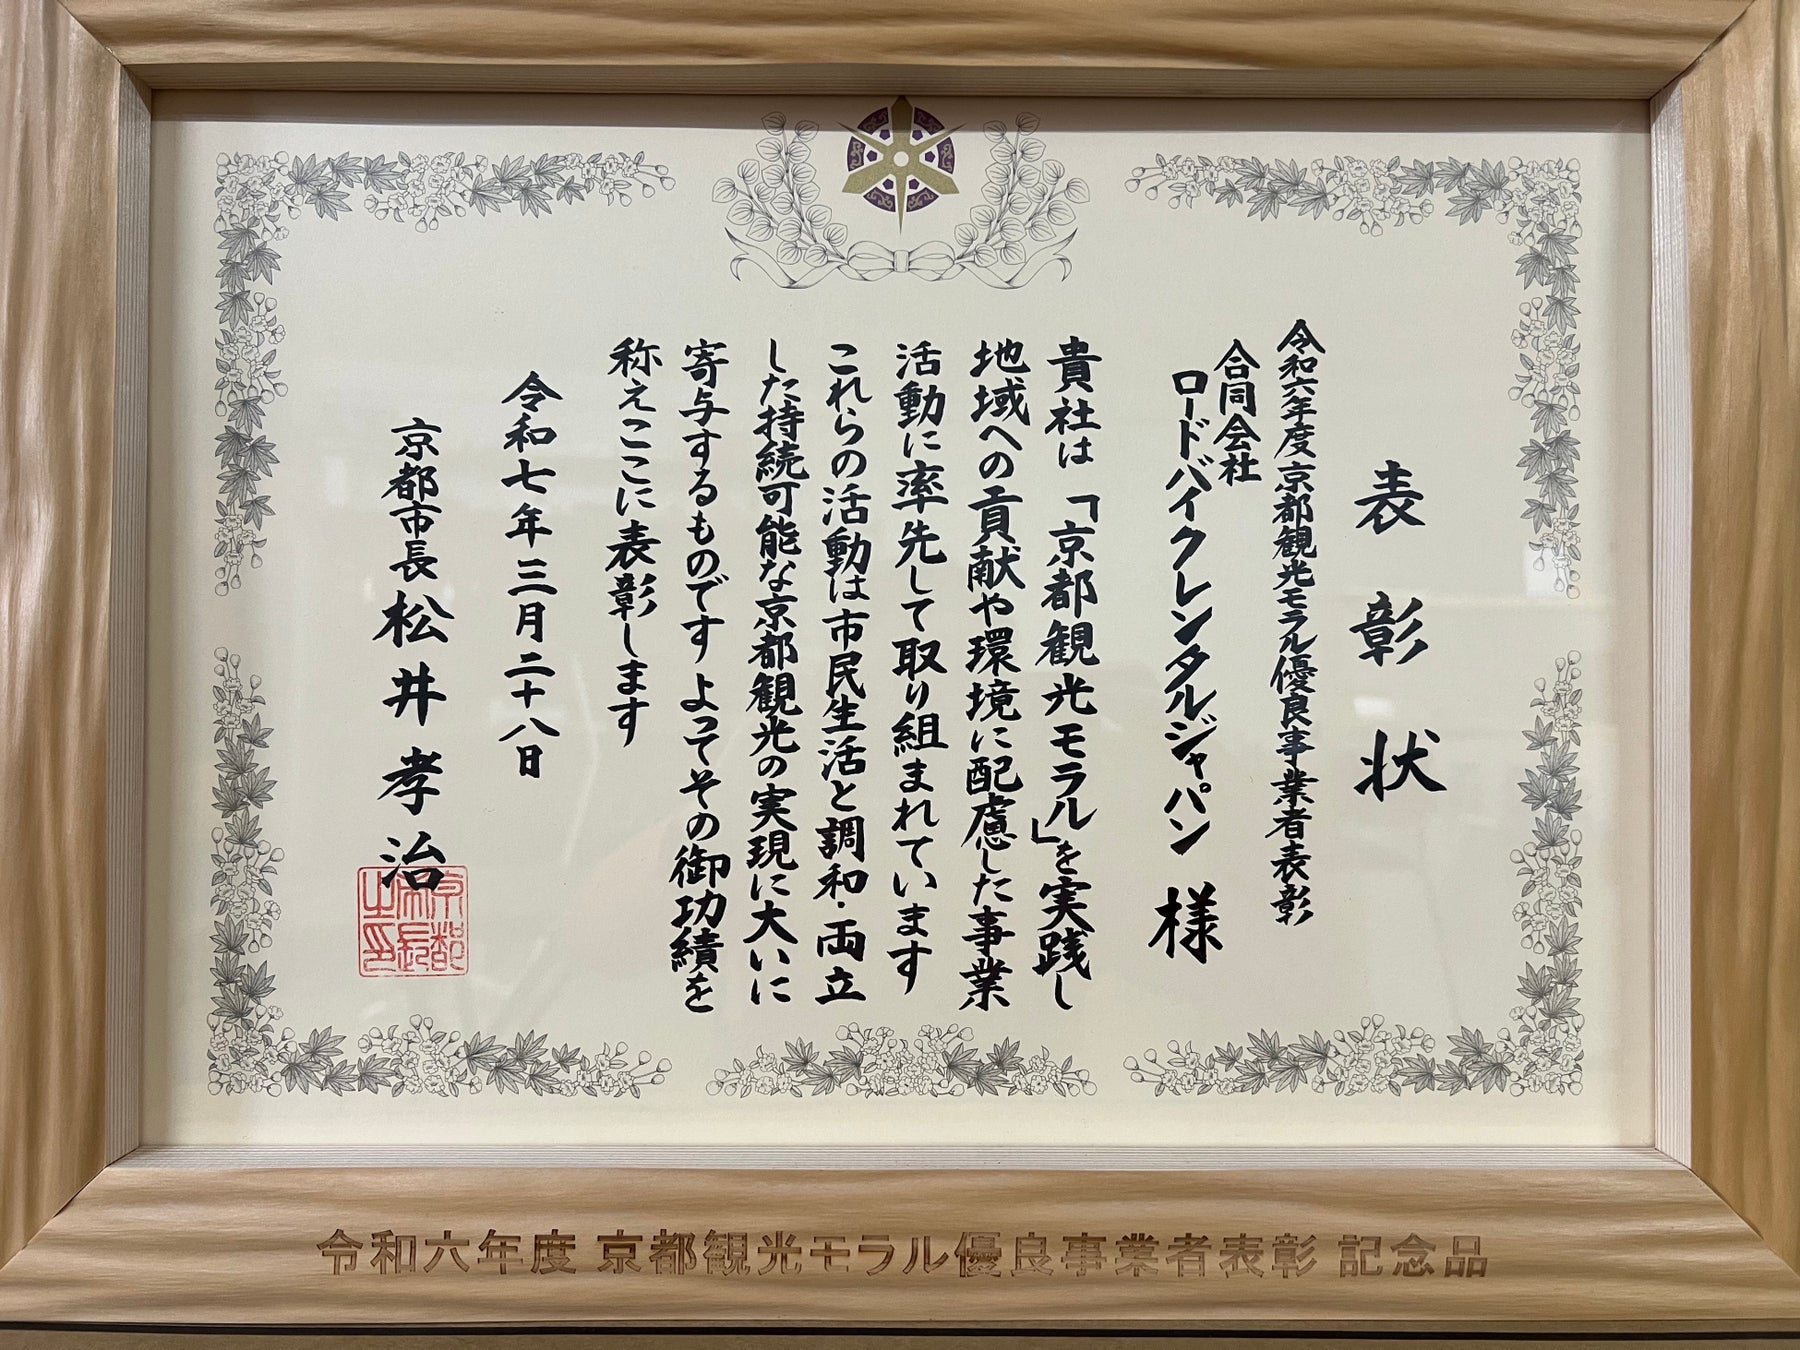 表彰状
令和六年度京都観光モラル優良事業者表彰
合同会社
ロードバイクレンタルジャパン 様
貴社は「京都観光モラル」を実践し
地域への貢献や環境に配慮した事業
活動に率先して取り組まれています
これらの活動は市民生活と調和・両立
した持続可能な京都観光の実現に大いに
寄与するものです よってその御功績を
称えここに表彰します
令和七年三月二十八日
京都市長 松井孝治
京都市長之印
令和六年度 京都観光モラル優良事業者表彰 記念品